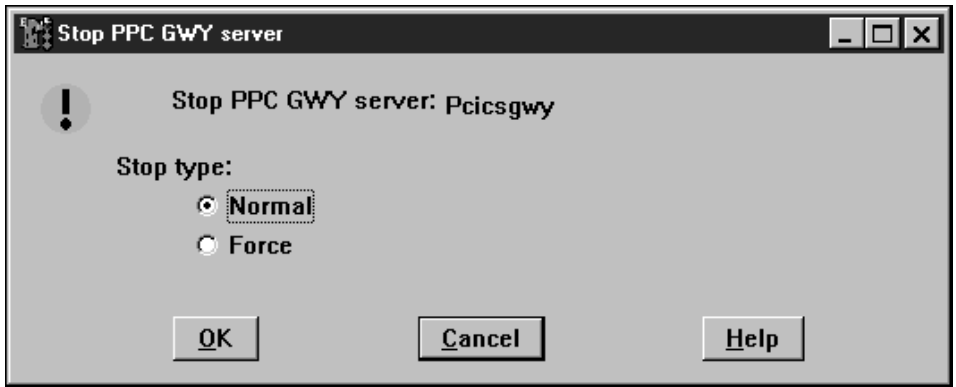 Stop PPC GWY server
Stop PPC GWY server: Pcicsgwy
Stop type:
Normal
Force
OK Cancel Help